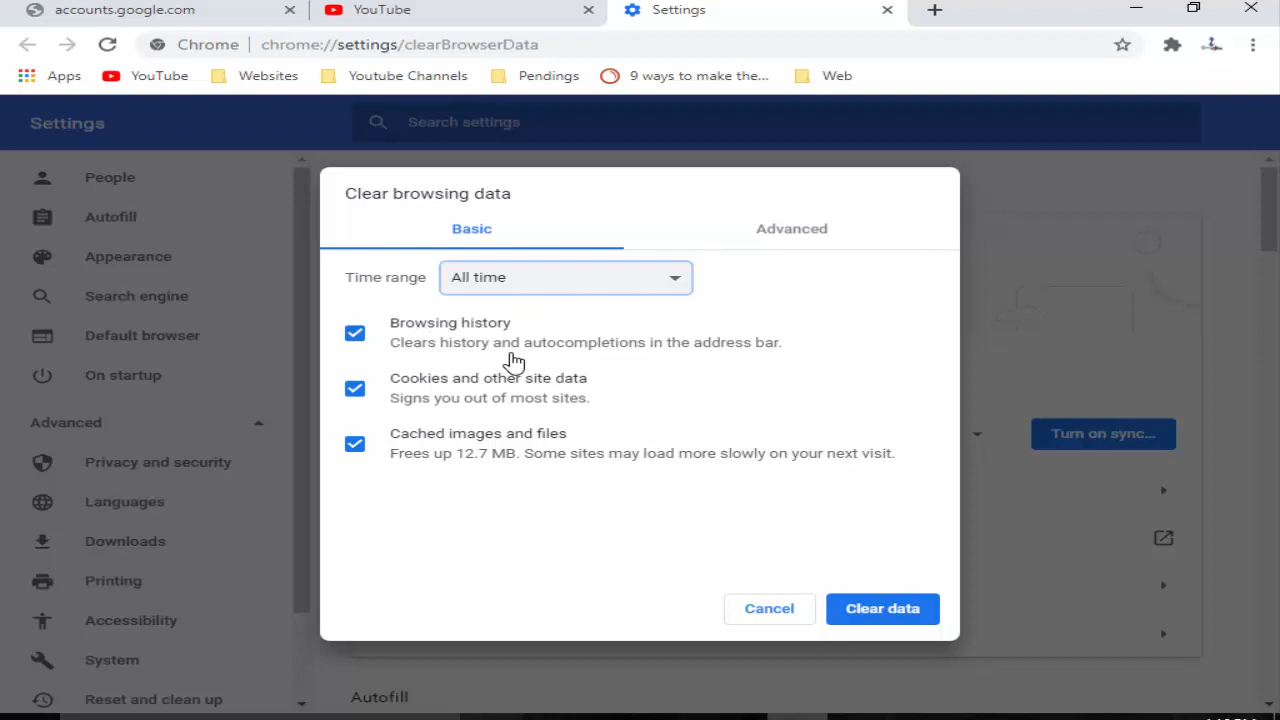 accounts.google.com
YouTube
Settings
Chrome
chrome://settings/clearBrowserData
Apps
YouTube
Websites
Youtube Channels
Pendings
9 ways to make the...
Web
Settings
Search settings
People
Autofill
Appearance
Search engine
Default browser
On startup
Advanced
Privacy and security
Languages
Downloads
Printing
Accessibility
System
Reset and clean up
Clear browsing data
Basic
Advanced
Time range
All time
Browsing history
Clears history and autocompletions in the address bar.
Cookies and other site data
Signs you out of most sites.
Cached images and files
Frees up 12.7 MB. Some sites may load more slowly on your next visit.
Cancel
Clear data
Turn on sync...
Autofill